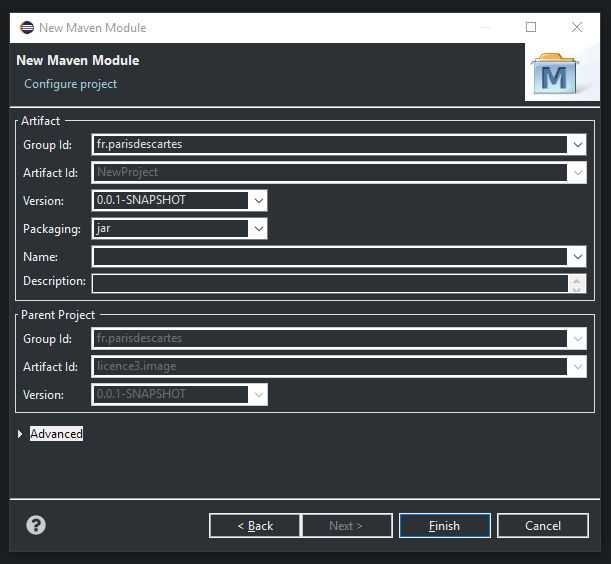 New Maven Module
New Maven Module
Configure project
M
Artifact
Group Id: fr.parisdescartes
Artifact Id: NewProject
Version: 0.0.1-SNAPSHOT
Packaging: jar
Name:
Description:
Parent Project
Group Id: fr.parisdescartes
Artifact Id: licence3.image
Version: 0.0.1-SNAPSHOT
Advanced
? < Back Next > Finish Cancel